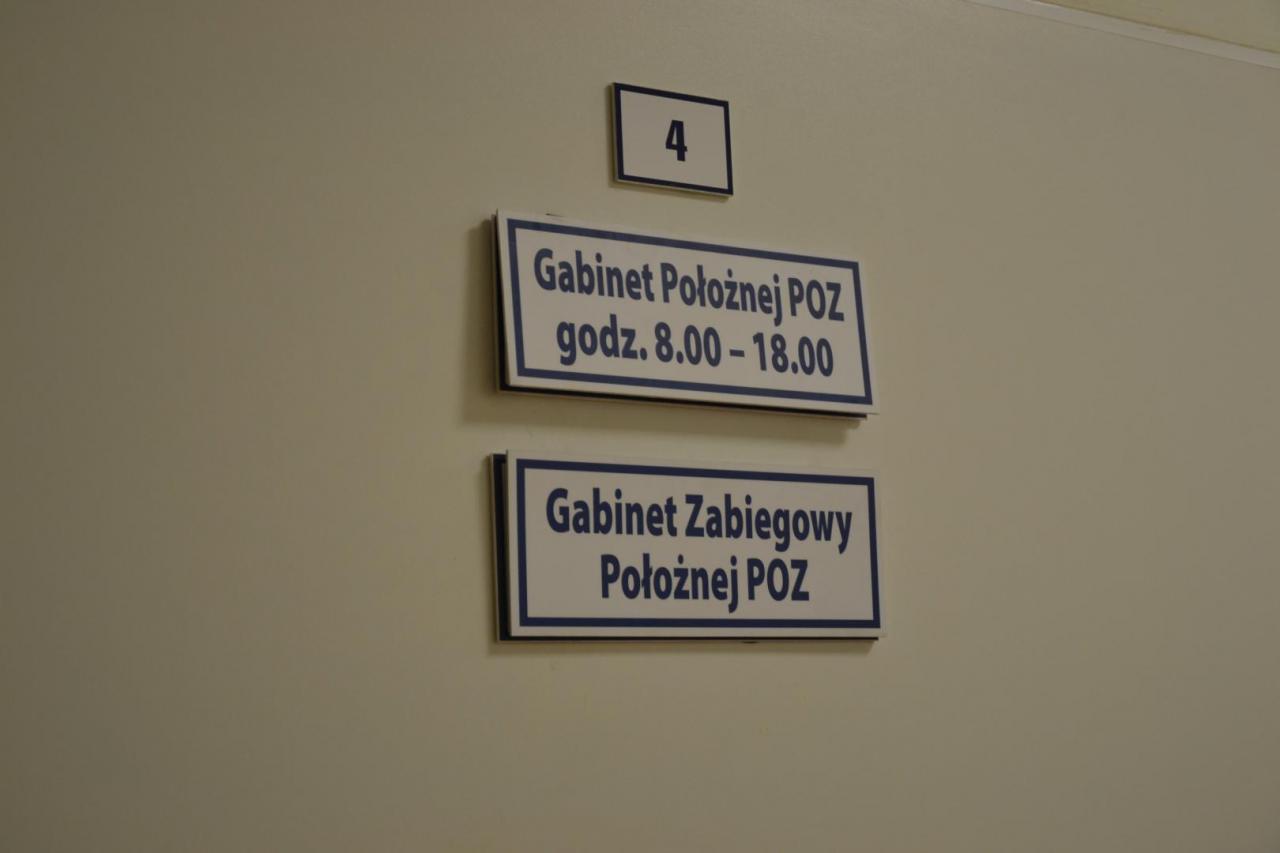 4
Gabinet Położnej POZ
godz. 8.00 – 18.00
Gabinet Zabiegowy
Położnej POZ